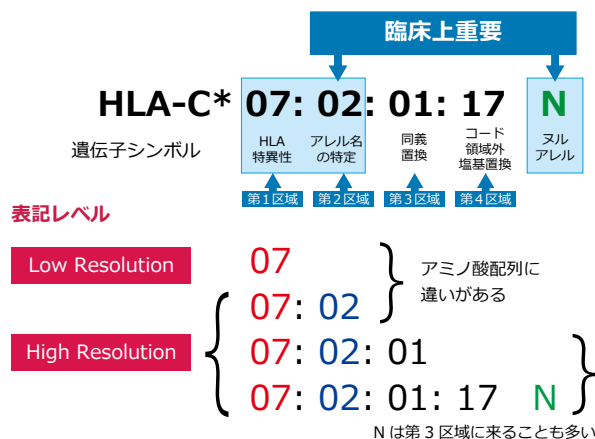 臨床上重要
HLA-C* 07: 02: 01: 17 N
遺伝子シンボル
HLA
特異性
アレル名
の特定
同義
置換
コード
領域外
塩基置換
ヌル
アレル
第1区域
第2区域
第3区域
第4区域
表記レベル
Low Resolution
07
07: 02
アミノ酸配列に
違いがある
High Resolution
07: 02: 01
07: 02: 01: 17 N
Nは第3区域に来ることも多い